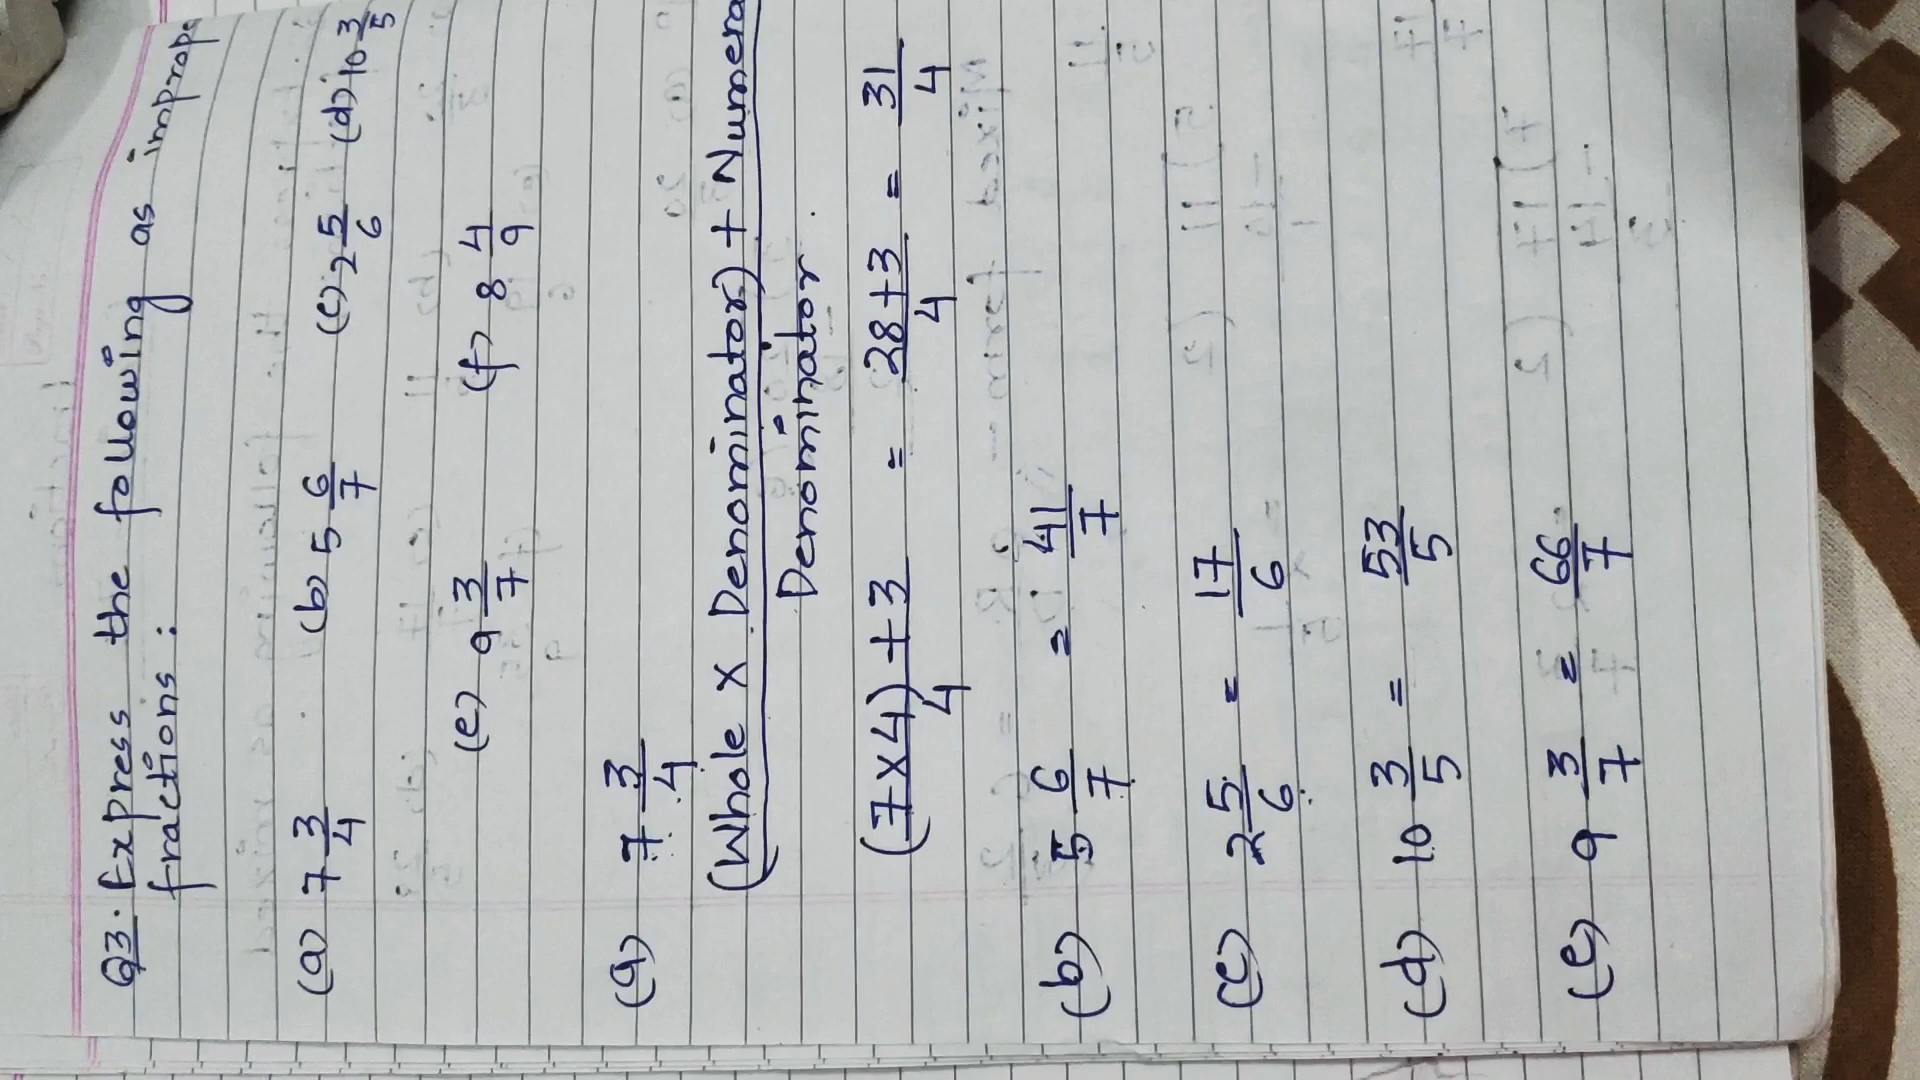 Q3. Express the following as improper
fractions :
(a) 7 3/4 (b) 5 6/7 (c) 2 5/6 (d) 10 3/5
(e) 9 3/7 (f) 8 4/9
(a) 7 3/4
(Whole x Denominator) + Numera
Denominator
(7x4)+3/4 = 28+3/4 = 31/4
(b) 5 6/7 = 41/7
(c) 2 5/6 = 17/6
(d) 10 3/5 = 53/5
(e) 9 3/7 = 66/7